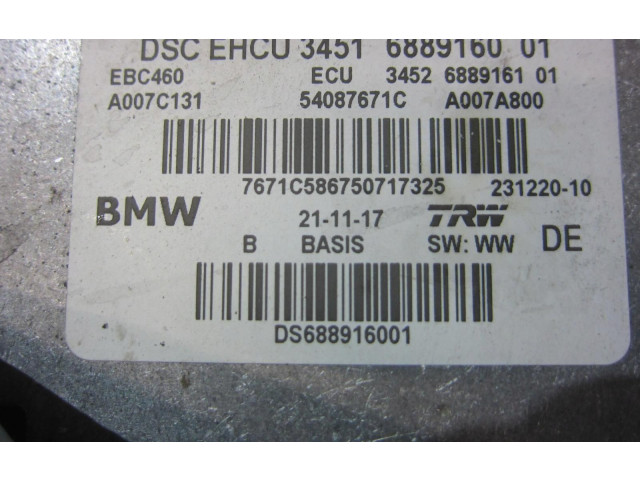 DSC EHCU 3451 6889160 01
EBC460 ECU 3452 6889161 01
A007C131 54087671C A007A800
7671C586750717325 231220-10
BMW 21-11-17 TRW
B BASIS SW: WW DE
DS688916001